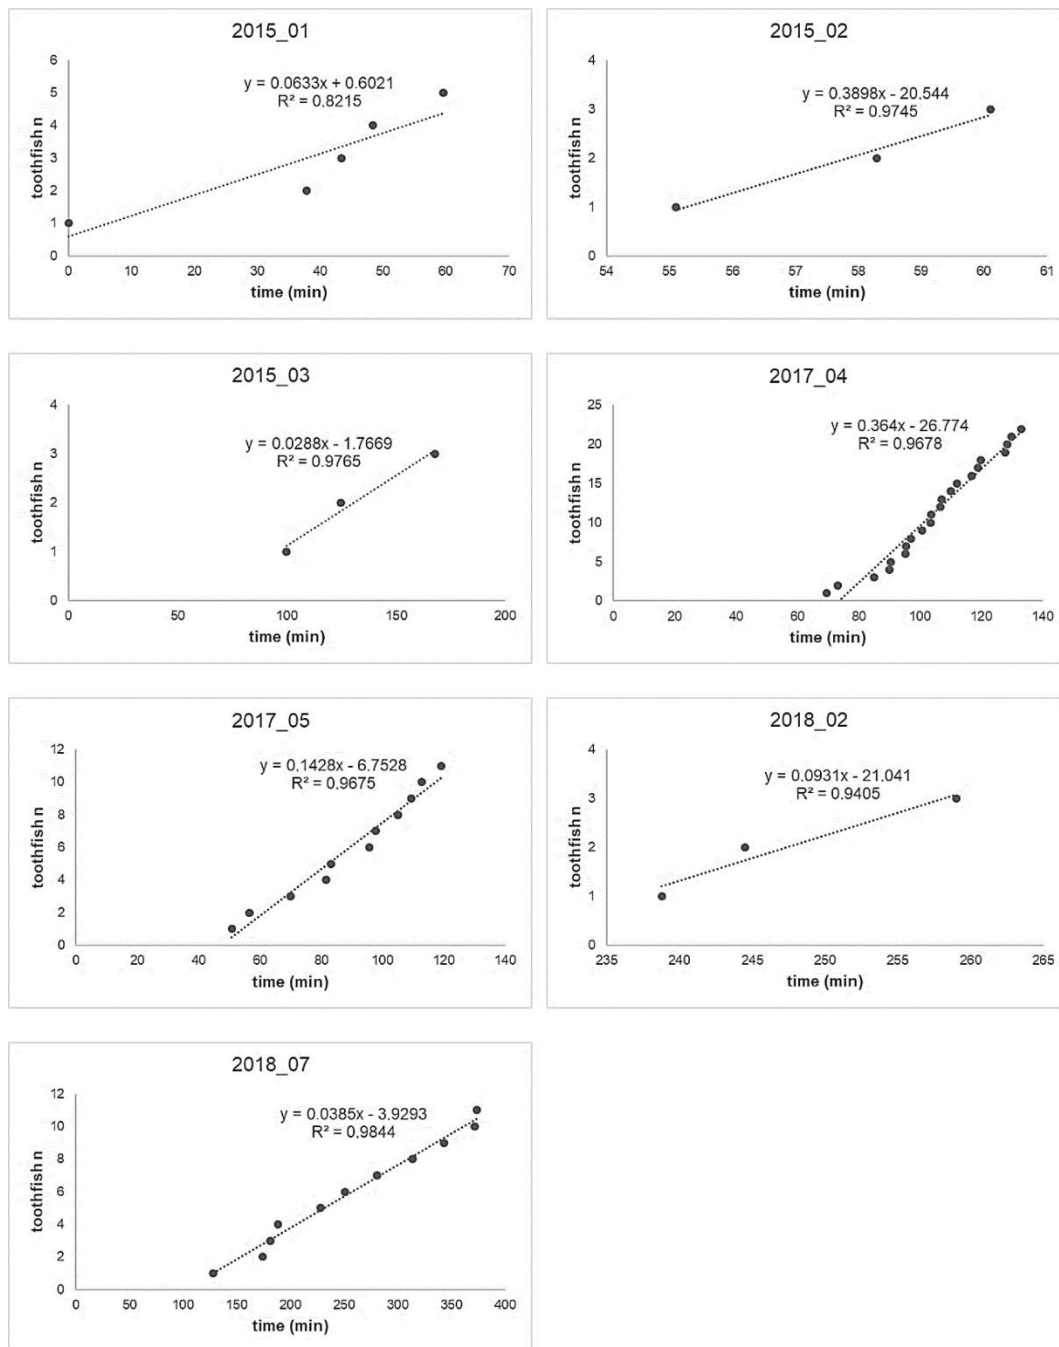 2015_01
6
5
4
3
2
1
0
toothfish n
y = 0.0633x + 0.6021
R² = 0.8215
0 10 20 30 40 50 60 70
time (min)
2015_02
4
3
2
1
0
toothfish n
y = 0.3898x - 20.544
R² = 0.9745
54 55 56 57 58 59 60 61
time (min)
2015_03
4
3
2
1
0
toothfish n
y = 0.0288x - 1.7669
R² = 0.9765
0 50 100 150 200
time (min)
2017_04
25
20
15
10
5
0
toothfish n
y = 0.364x - 26.774
R² = 0.9678
0 20 40 60 80 100 120 140
time (min)
2017_05
12
10
8
6
4
2
0
toothfish n
y = 0.1428x - 6.7528
R² = 0.9675
0 20 40 60 80 100 120 140
time (min)
2018_02
4
3
2
1
0
toothfish n
y = 0.0931x - 21.041
R² = 0.9405
235 240 245 250 255 260 265
time (min)
2018_07
12
10
8
6
4
2
0
toothfish n
y = 0.0385x - 3.9293
R² = 0.9844
0 50 100 150 200 250 300 350 400
time (min)